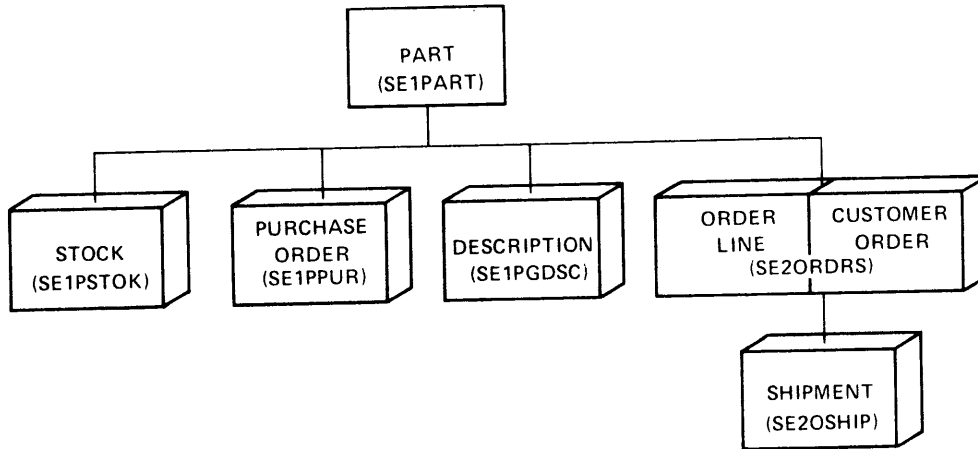 PART
(SE1PART)
STOCK
(SE1PSTOK)
PURCHASE
ORDER
(SE1PPUR)
DESCRIPTION
(SE1PGDSC)
ORDER
LINE
CUSTOMER
ORDER
(SE2ORDRS)
SHIPMENT
(SE2OSHIP)